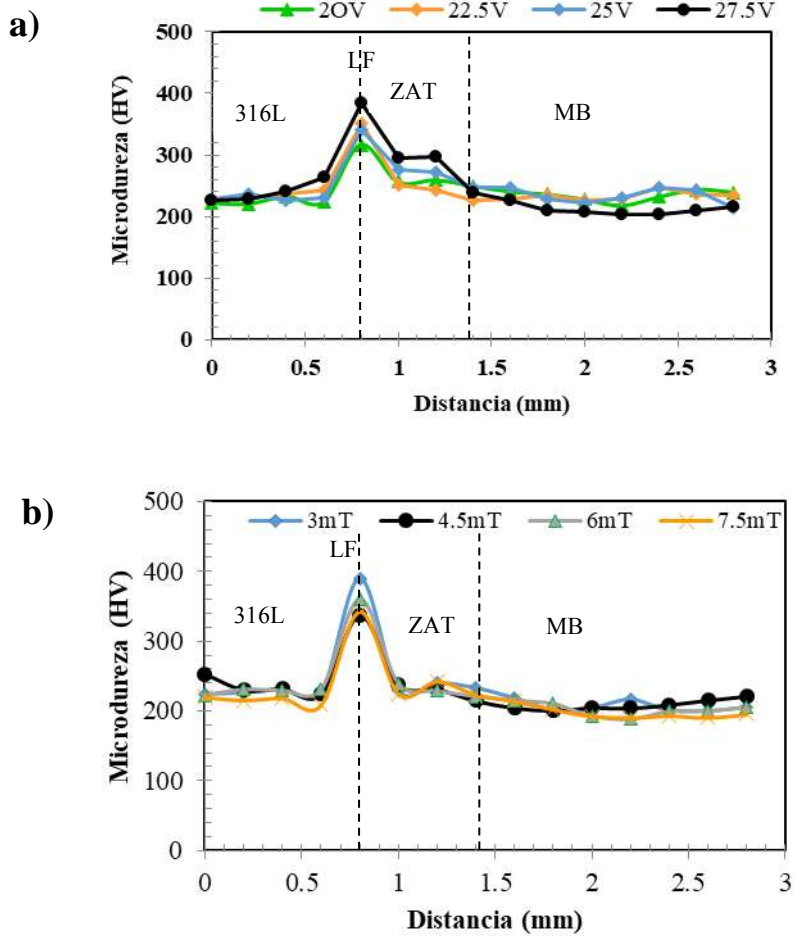 a)
2OV 22.5V 25V 27.5V
500
400
300
200
100
0
Microdureza (HV)
316L
LF
ZAT
MB
0 0.5 1 1.5 2 2.5 3
Distancia (mm)
b)
3mT 4.5mT 6mT 7.5mT
500
400
300
200
100
0
Microdureza (HV)
316L
LF
ZAT
MB
0 0.5 1 1.5 2 2.5 3
Distancia (mm)